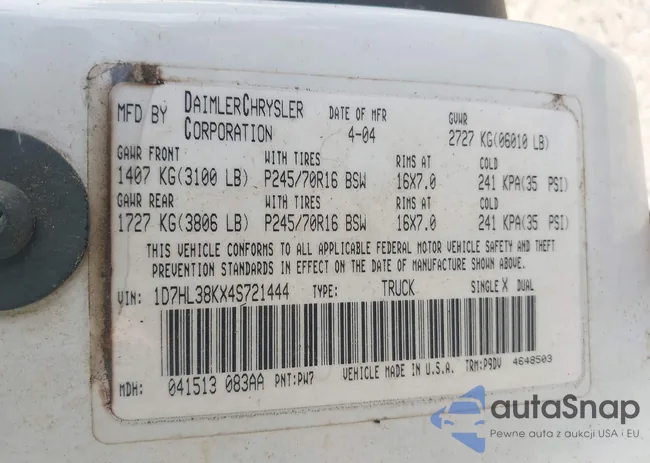 MFD BY DAIMLERCHRYSLER CORPORATION DATE OF MFR 4-04 GVWR 2727 KG(06010 LB)
GAWR FRONT WITH TIRES RIMS AT COLD
1407 KG(3100 LB) P245/70R16 BSW 16X7.0 241 KPA(35 PSI)
GAWR REAR WITH TIRES RIMS AT COLD
1727 KG(3806 LB) P245/70R16 BSW 16X7.0 241 KPA(35 PSI)
THIS VEHICLE CONFORMS TO ALL APPLICABLE FEDERAL MOTOR VEHICLE SAFETY AND THEFT
PREVENTION STANDARDS IN EFFECT ON THE DATE OF MANUFACTURE SHOWN ABOVE.
VIN: 1D7HL38KX4S721444 TYPE: TRUCK SINGLE X DUAL
MDH: 041513 083AA PNT:PW7 VEHICLE MADE IN U.S.A. TRM:P9DV 4648503
autaSnap
Pewne auta z aukcji USA i EU